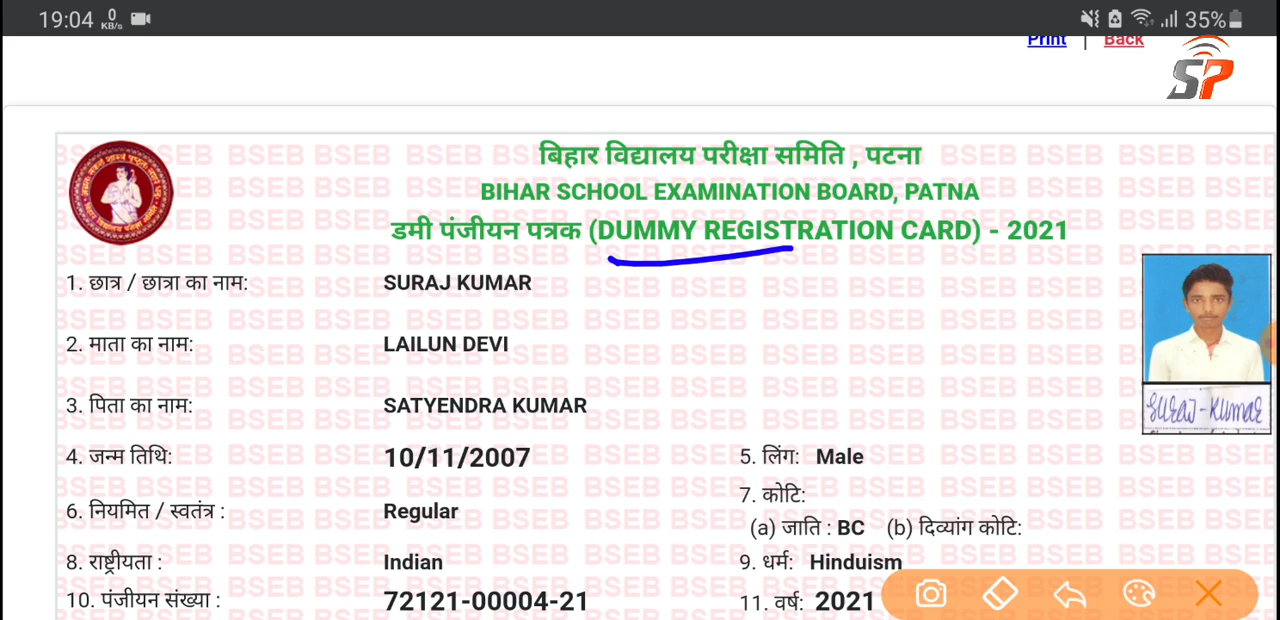 19:04 0 KB/s 35%
Print | Back
SP
बिहार विद्यालय परीक्षा समिति , पटना
BIHAR SCHOOL EXAMINATION BOARD, PATNA
डमी पंजीयन पत्रक (DUMMY REGISTRATION CARD) - 2021
1. छात्र / छात्रा का नाम: SURAJ KUMAR
2. माता का नाम: LAILUN DEVI
3. पिता का नाम: SATYENDRA KUMAR
SURAJ-KUMAR
4. जन्म तिथि: 10/11/2007 5. लिंग: Male
6. नियमित / स्वतंत्र : Regular 7. कोटि:
(a) जाति : BC (b) दिव्यांग कोटि:
8. राष्ट्रीयता : Indian 9. धर्म: Hinduism
10. पंजीयन संख्या : 72121-00004-21 11. वर्ष: 2021